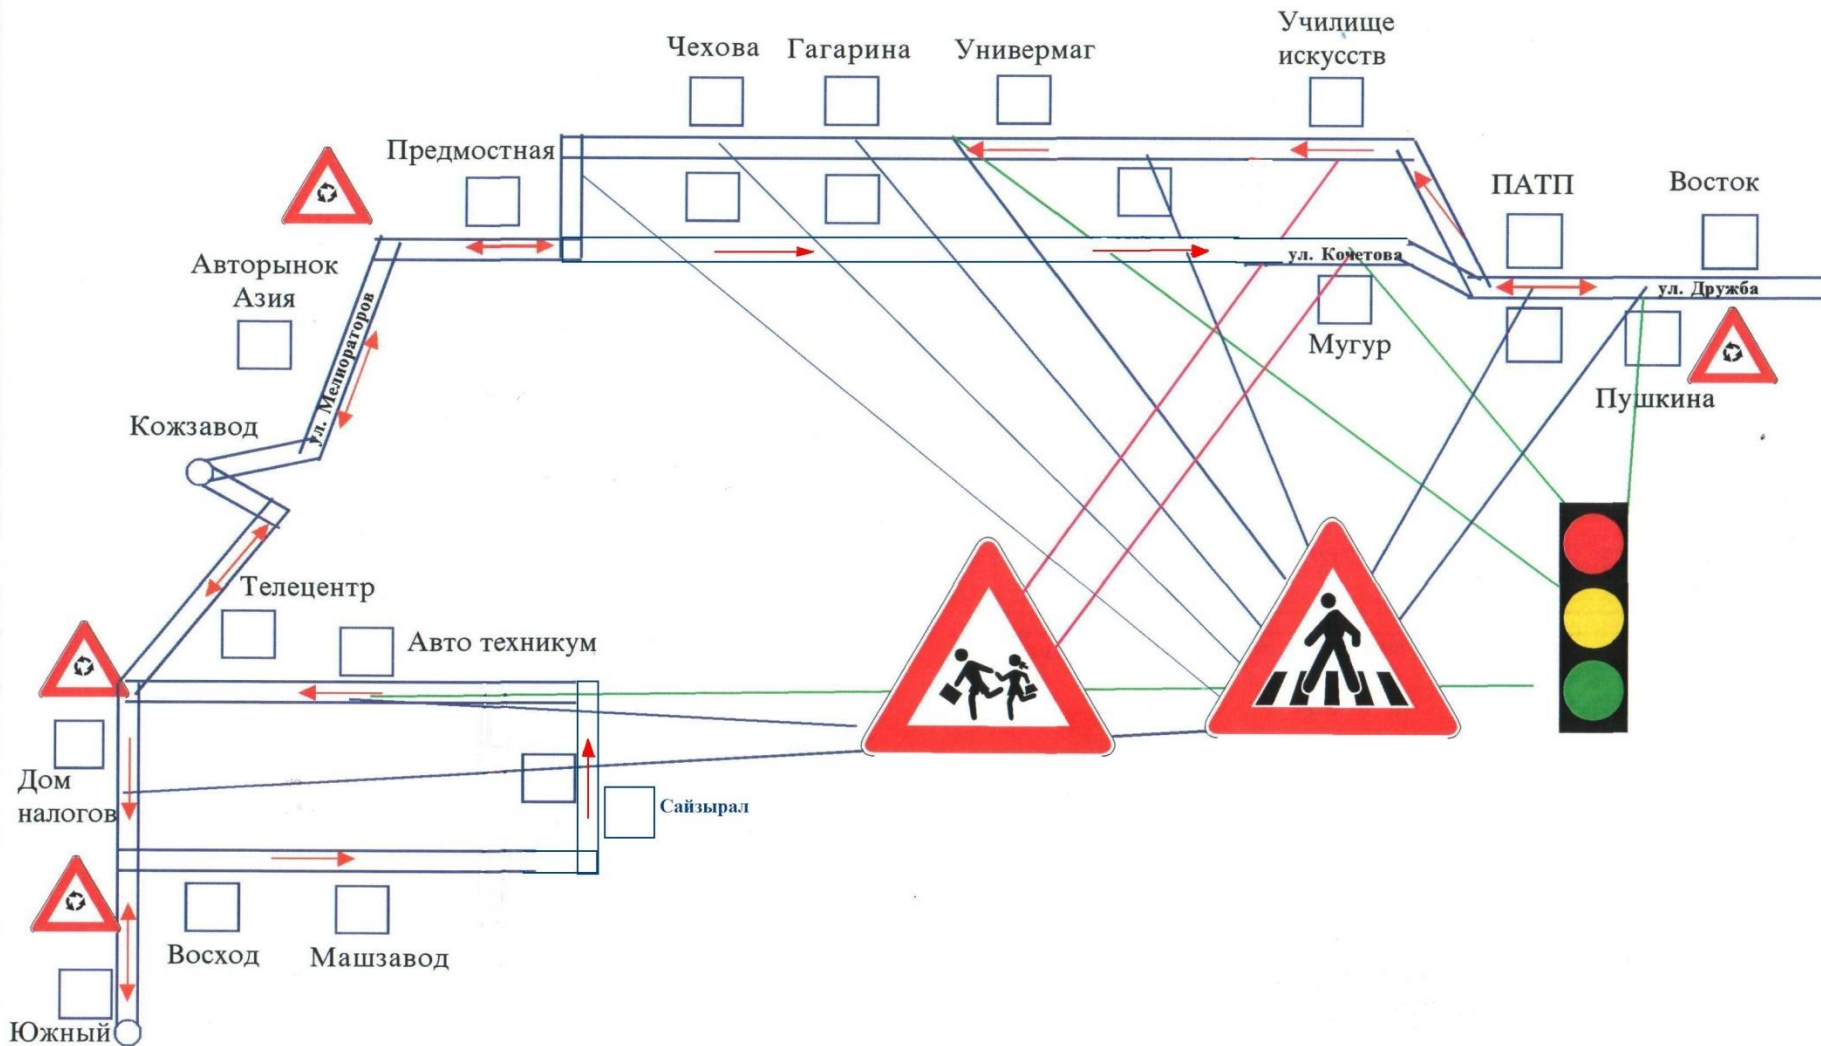 Училище
искусств
Чехова
Гагарина
Универмаг
Предмостная
ПАТП
Восток
ул. Кочетова
ул. Дружба
Авторынок
Азия
ул. Мелиораторов
Мугур
Пушкина
Кожзавод
Телецентр
Авто техникум
Дом
налогов
Сайзырал
Восход
Машзавод
Южный